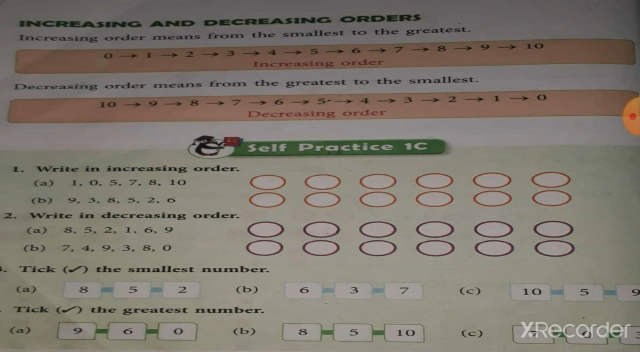 INCREASING AND DECREASING ORDERS
Increasing order means from the smallest to the greatest.
0 → 1 → 2 → 3 → 4 → 5 → 6 → 7 → 8 → 9 → 10
Increasing order
Decreasing order means from the greatest to the smallest.
10 → 9 → 8 → 7 → 6 → 5 → 4 → 3 → 2 → 1 → 0
Decreasing order
Self Practice 1C
1. Write in increasing order.
(a) 1, 0, 5, 7, 8, 10
(b) 9, 3, 8, 5, 2, 6
2. Write in decreasing order.
(a) 8, 5, 2, 1, 6, 9
(b) 7, 4, 9, 3, 8, 0
. Tick (✓) the smallest number.
(a) 8 5 2 (b) 6 3 7 (c) 10 5 9
Tick (✓) the greatest number.
(a) 9 6 0 (b) 8 5 10 (c)
XRecorder